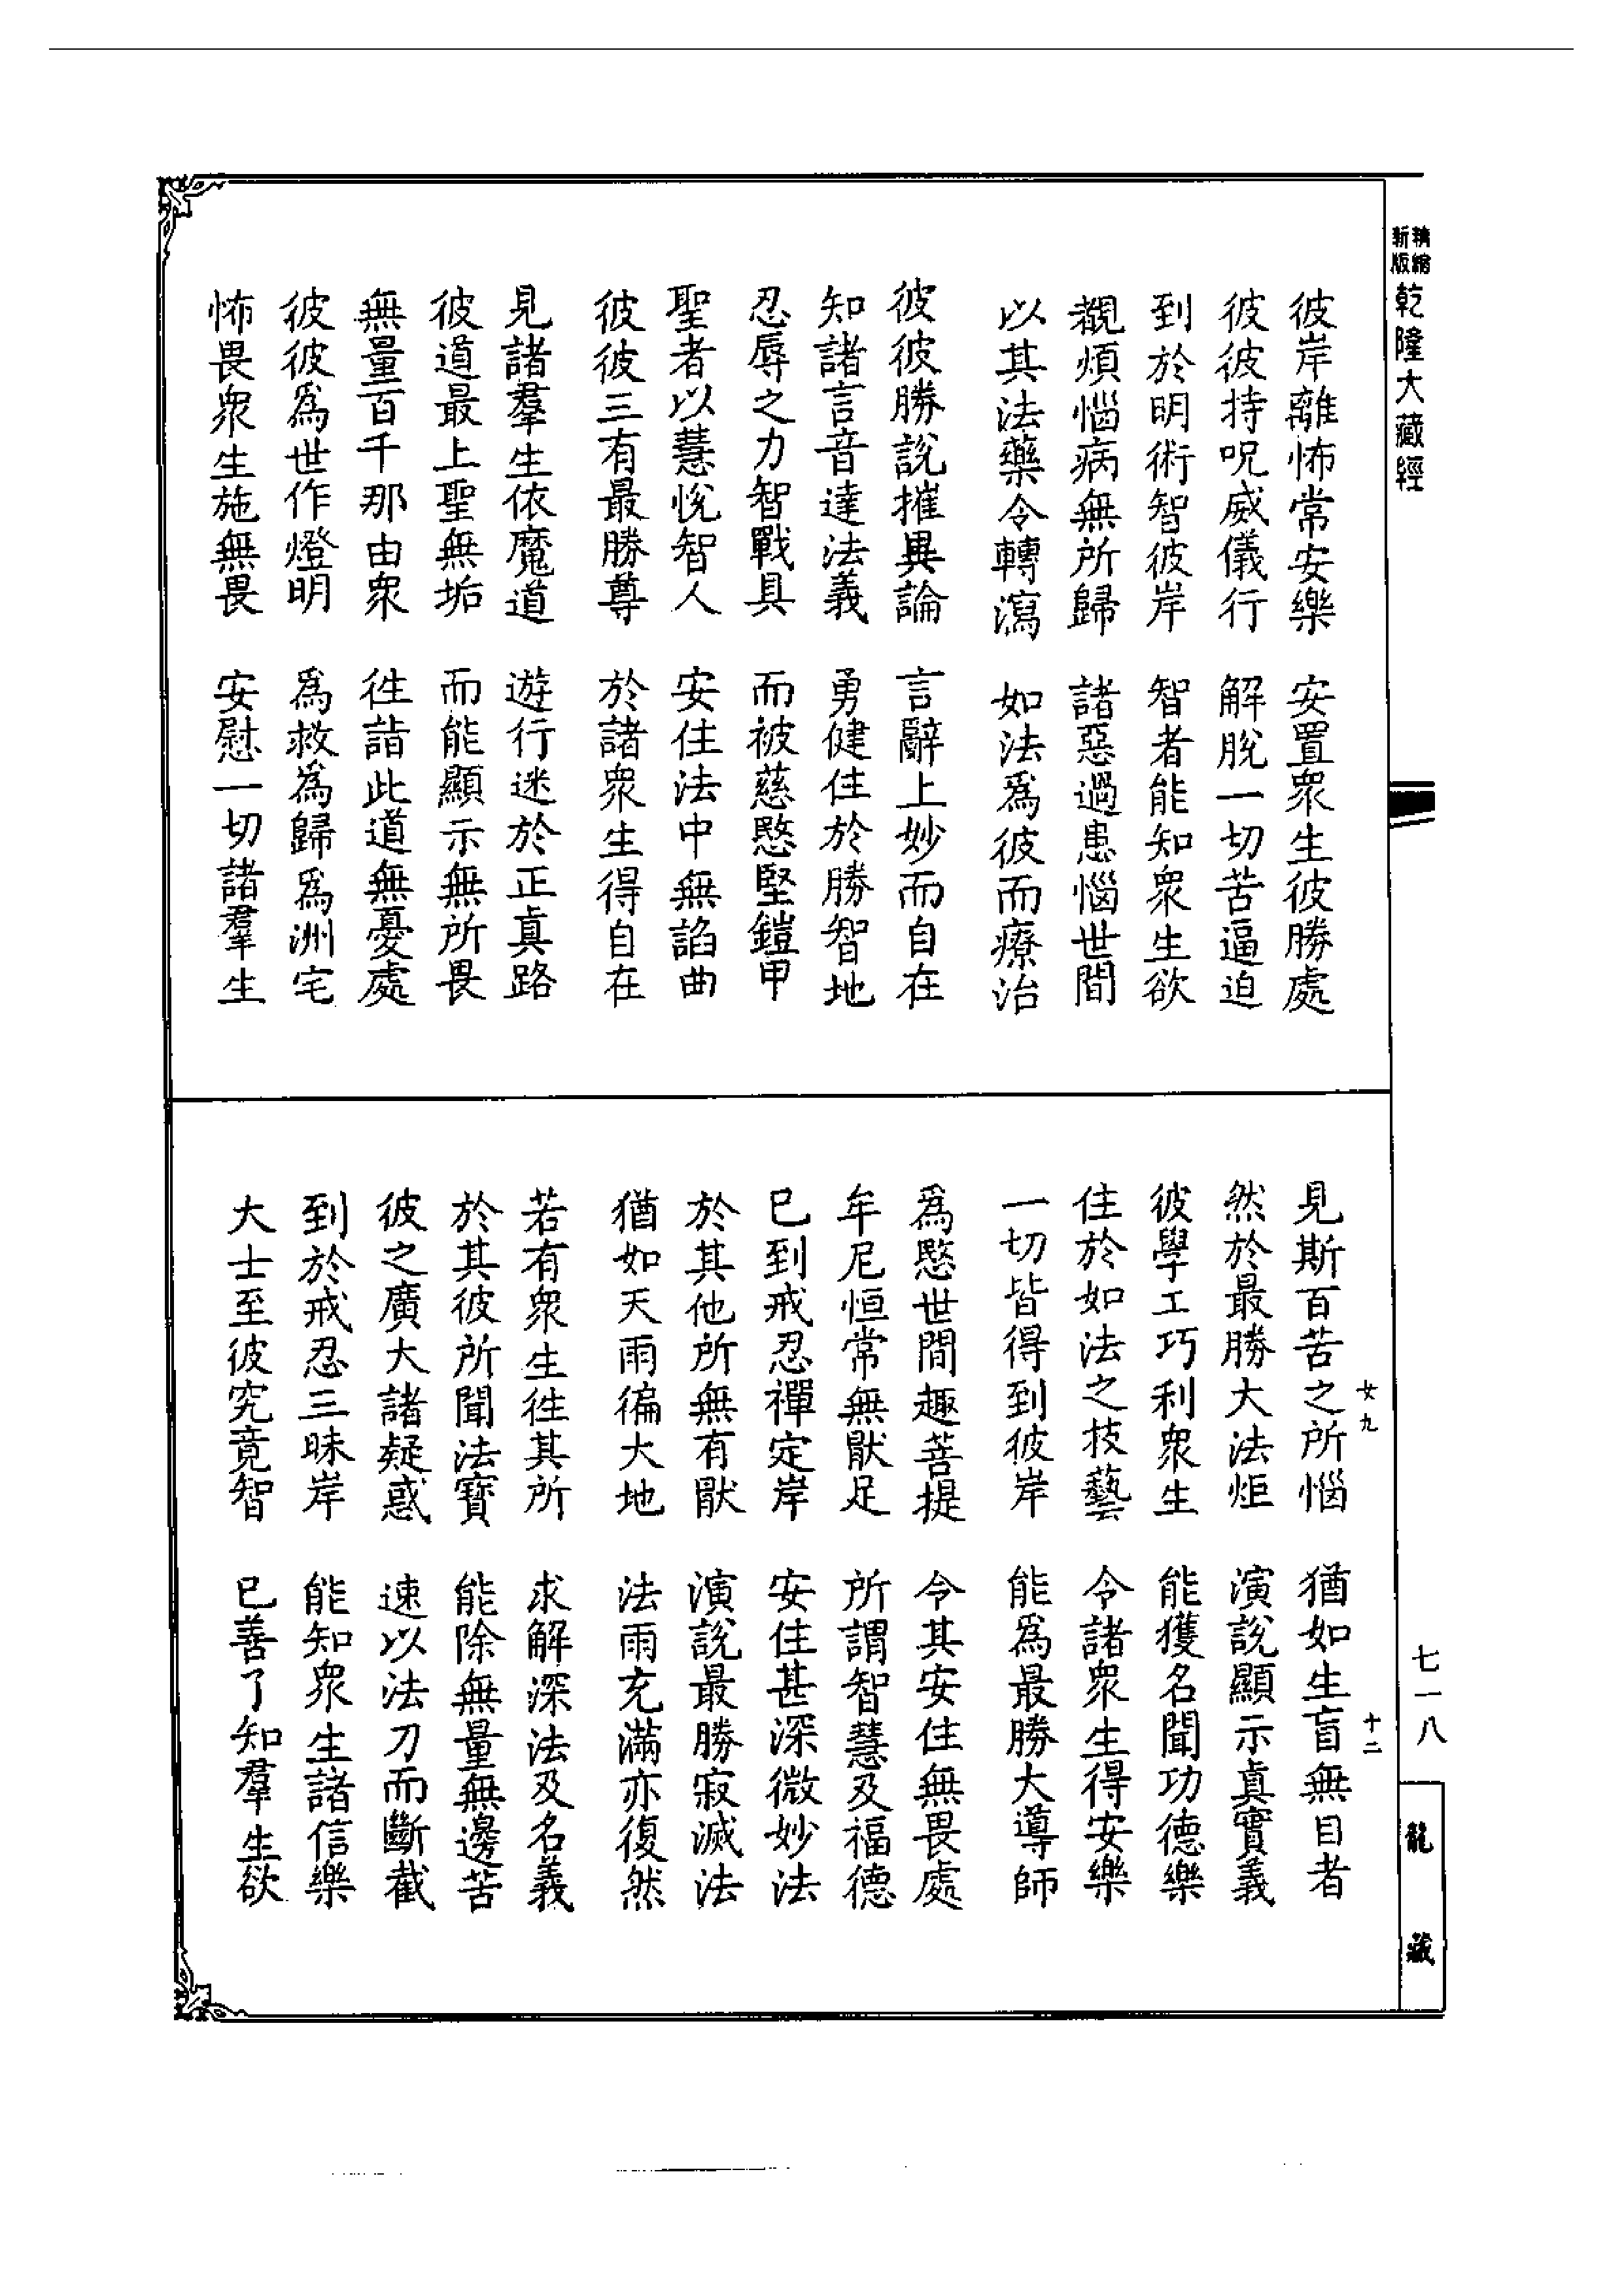 精縮新版乾隆大藏經
彼岸離怖常安樂　安置衆生彼勝處
彼彼持呪威儀行　解脫一切苦逼迫
到於明術智彼岸　智者能知衆生欲
覩煩惱病無所歸　諸惡過患惱世間
以其法藥令轉瀉　如法爲彼而療治
彼彼勝說摧異論　言辭上妙而自在
知諸言音達法義　勇健住於勝智地
忍辱之力智戰具　而被慈愍堅鎧甲
聖者以慧悅智人　安住法中無諂曲
彼彼三有最勝尊　於諸衆生得自在
見諸羣生依魔道　遊行迷於正真路
彼道最上聖無垢　而能顯示無所畏
無量百千那由衆　徃詣此道無憂處
彼彼爲世作燈明　爲救爲歸爲洲宅
怖畏衆生施無畏　安慰一切諸羣生
女九　十二
見斯百苦之所惱　猶如生盲無目者
然於最勝大法炬　演說顯示真實義
彼學工巧利衆生　能獲名聞功德樂
住於如法之技藝　令諸衆生得安樂
一切皆得到彼岸　能爲最勝大導師
爲愍世間趣菩提　令其安住無畏處
牟尼恒常無猒足　所謂智慧及福德
已到戒忍禪定岸　安住甚深微妙法
於其他所無有猒　演說最勝寂滅法
猶如天雨徧大地　法雨充滿亦復然
若有衆生徃其所　求解深法及名義
於其彼所聞法寶　能除無量無邊苦
彼之廣大諸疑惑　速以法刀而斷截
到於戒忍三昧岸　能知衆生諸信樂
大士至彼究竟智　已善了知羣生欲
七一八
龍藏